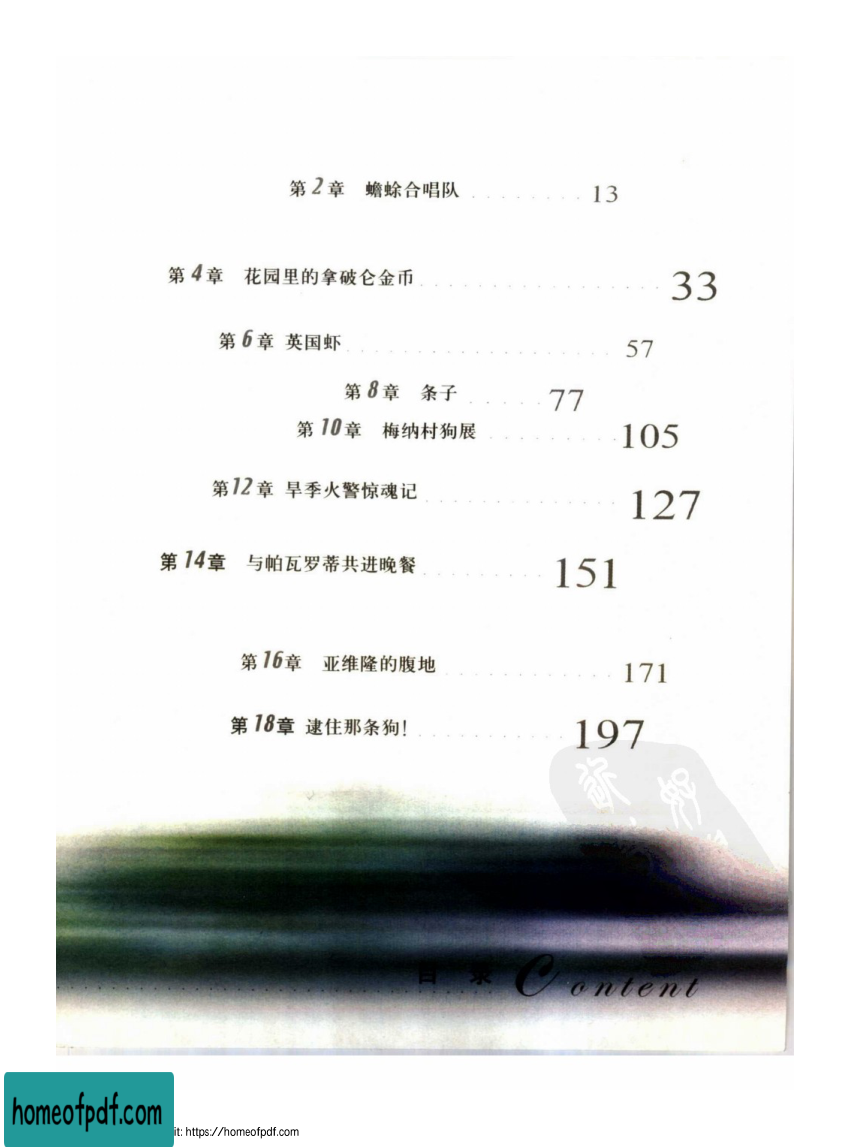 第2章 蟾蜍合唱队 ......... 13
第4章 花园里的拿破仑金币 .................. 33
第6章 英国虾 ................... 57
第8章 条子 ...... 77
第10章 梅纳村狗展 ........... 105
第12章 旱季火警惊魂记 ............... 127
第14章 与帕瓦罗蒂共进晚餐 ......... 151
第16章 亚维隆的腹地 ............. 171
第18章 逮住那条狗! ........... 197
目录 Content
homeofpdf.com
it: https://homeofpdf.com